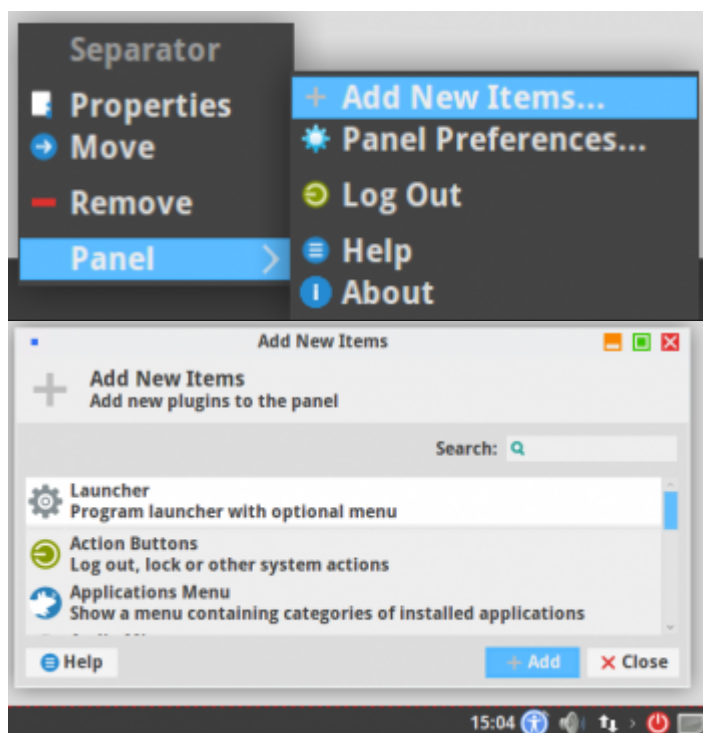 Separator
Properties
Move
Remove
Panel
Add New Items...
Panel Preferences...
Log Out
Help
About
Add New Items
Add New Items
Add new plugins to the panel
Search:
Launcher
Program launcher with optional menu
Action Buttons
Log out, lock or other system actions
Applications Menu
Show a menu containing categories of installed applications
Help
+ Add
Close
15:04